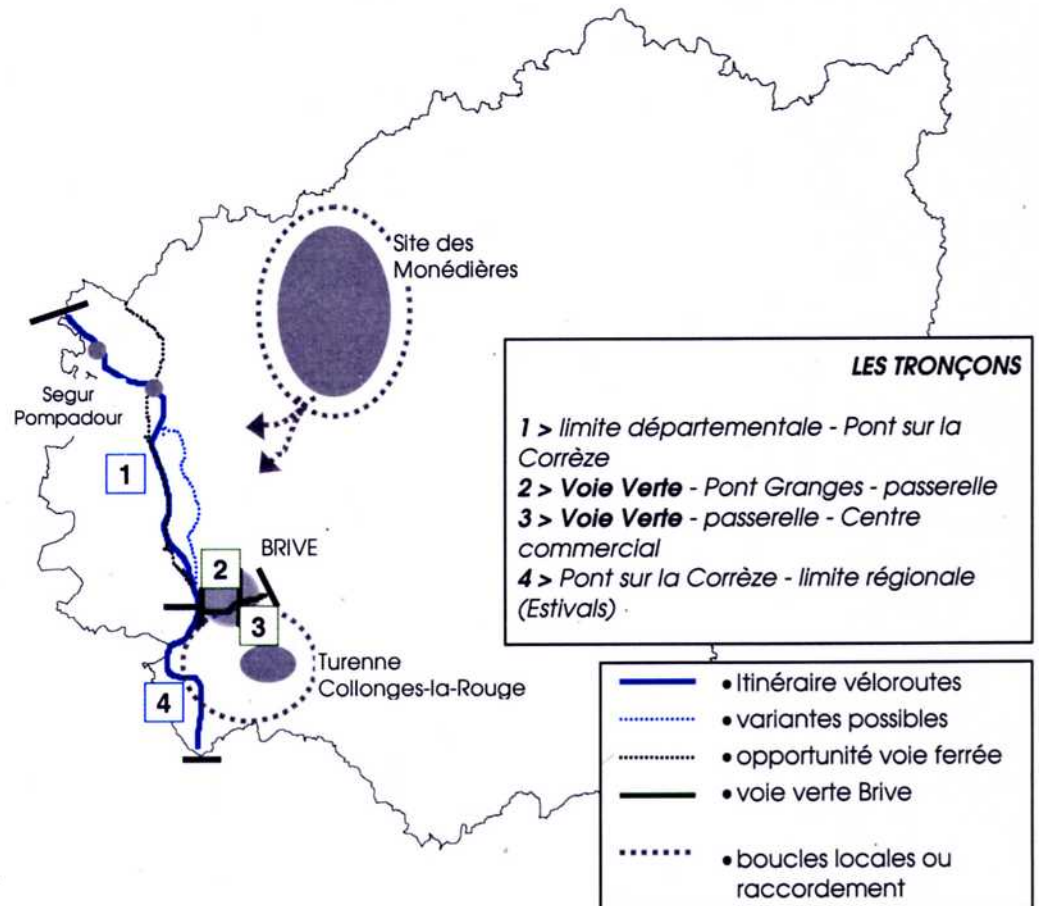 Site des
Monédières
Segur
Pompadour
1
BRIVE
2
3
Turenne
Collonges-la-Rouge
4
LES TRONÇONS
1 > limite départementale - Pont sur la
Corrèze
2 > Voie Verte - Pont Granges - passerelle
3 > Voie Verte - passerelle - Centre
commercial
4 > Pont sur la Corrèze - limite régionale
(Estivals)
• Itinéraire véloroutes
• variantes possibles
• opportunité voie ferrée
• voie verte Brive
• boucles locales ou
raccordement